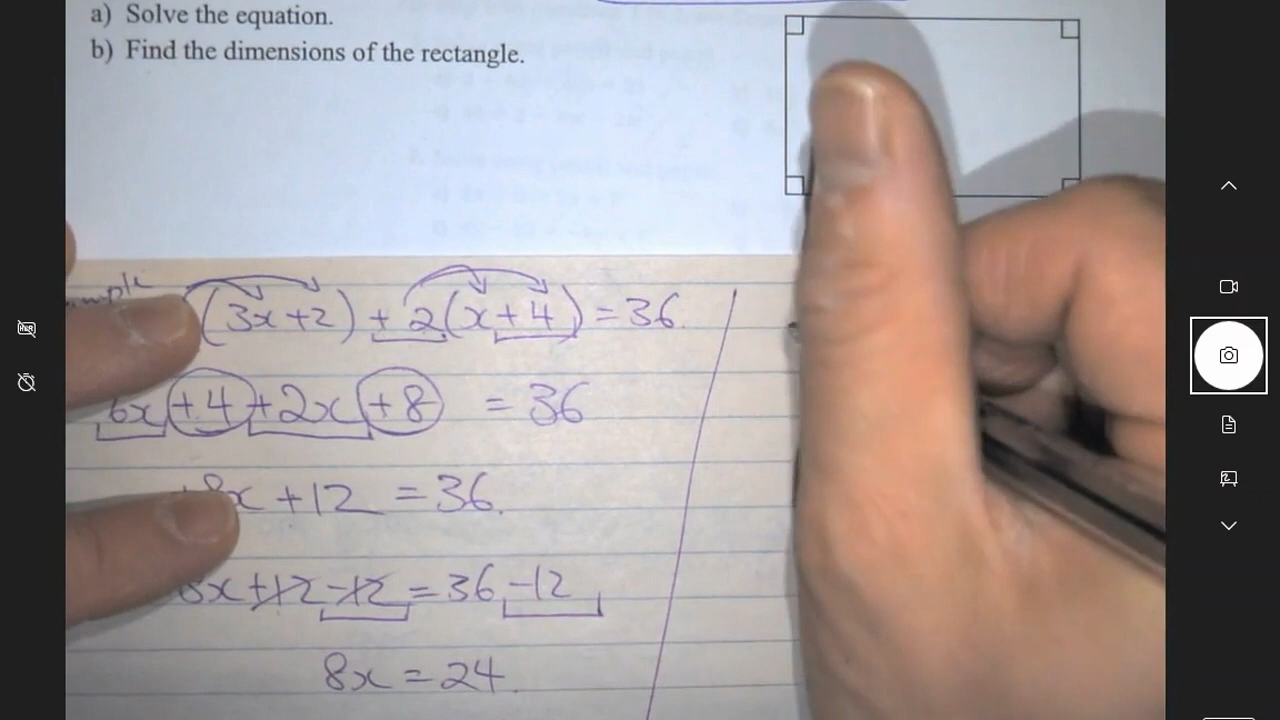 a) Solve the equation.
b) Find the dimensions of the rectangle.
(3x+2) + 2(x+4) = 36.
6x +4 +2x +8 = 36
+8x +12 = 36.
8x+12-12 = 36 -12
8x = 24.